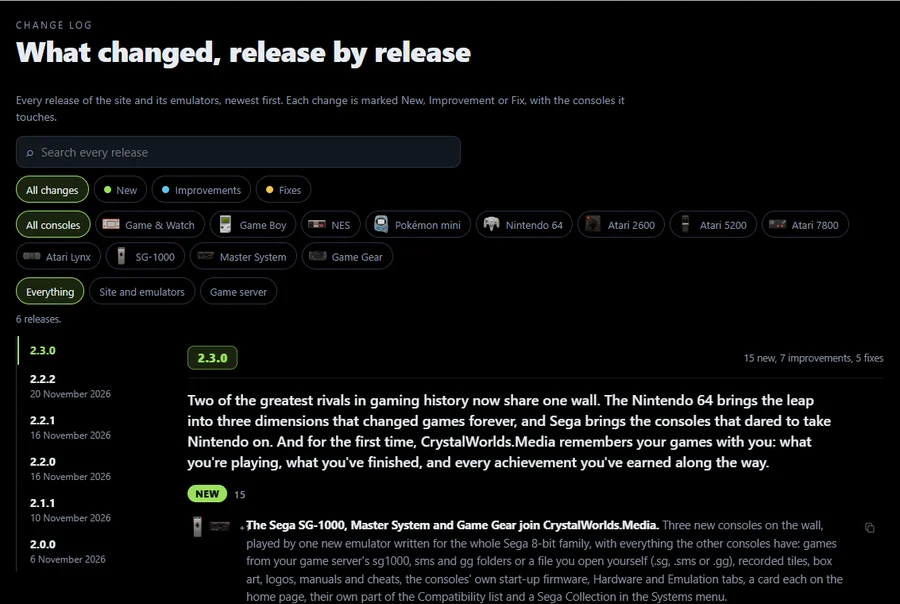 CHANGE LOG
What changed, release by release
Every release of the site and its emulators, newest first. Each change is marked New, Improvement or Fix, with the consoles it
touches.
Search every release
All changes New Improvements Fixes
All consoles Game & Watch Game Boy NES Pokémon mini Nintendo 64 Atari 2600 Atari 5200 Atari 7800
Atari Lynx SG-1000 Master System Game Gear
Everything Site and emulators Game server
6 releases.
2.3.0
2.2.2
20 November 2026
2.2.1
16 November 2026
2.2.0
16 November 2026
2.1.1
10 November 2026
2.0.0
6 November 2026
2.3.0 15 new, 7 improvements, 5 fixes
Two of the greatest rivals in gaming history now share one wall. The Nintendo 64 brings the leap
into three dimensions that changed games forever, and Sega brings the consoles that dared to take
Nintendo on. And for the first time, CrystalWorlds.Media remembers your games with you: what
you're playing, what you've finished, and every achievement you've earned along the way.
NEW 15
The Sega SG-1000, Master System and Game Gear join CrystalWorlds.Media. Three new consoles on the wall,
played by one new emulator written for the whole Sega 8-bit family, with everything the other consoles have: games
from your game server's sg1000, sms and gg folders or a file you open yourself (.sg, .sms or .gg), recorded tiles, box
art, logos, manuals and cheats, the consoles' own start-up firmware, Hardware and Emulation tabs, a card each on the
home page, their own part of the Compatibility list and a Sega Collection in the Systems menu.